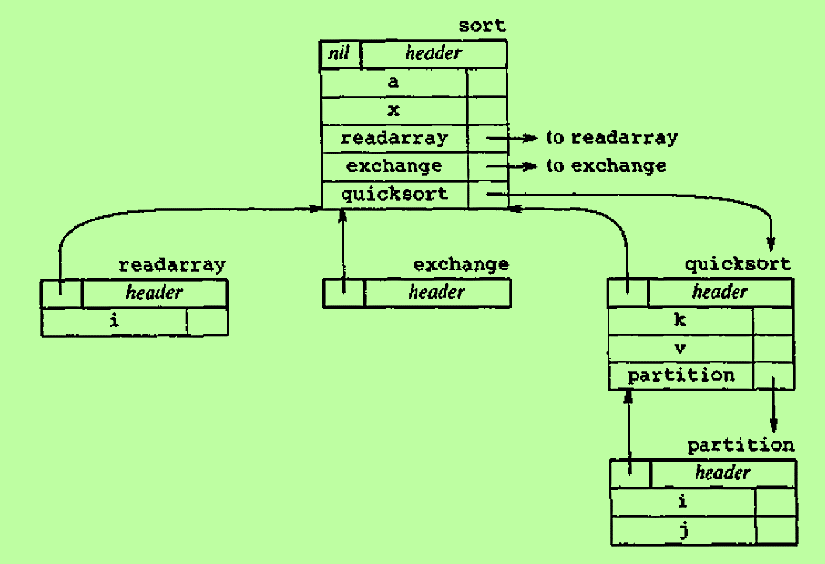 sort
nil header
a
x
readarray to readarray
exchange to exchange
quicksort
readarray exchange quicksort
header header header
i k
v
partition
partition
header
i
j